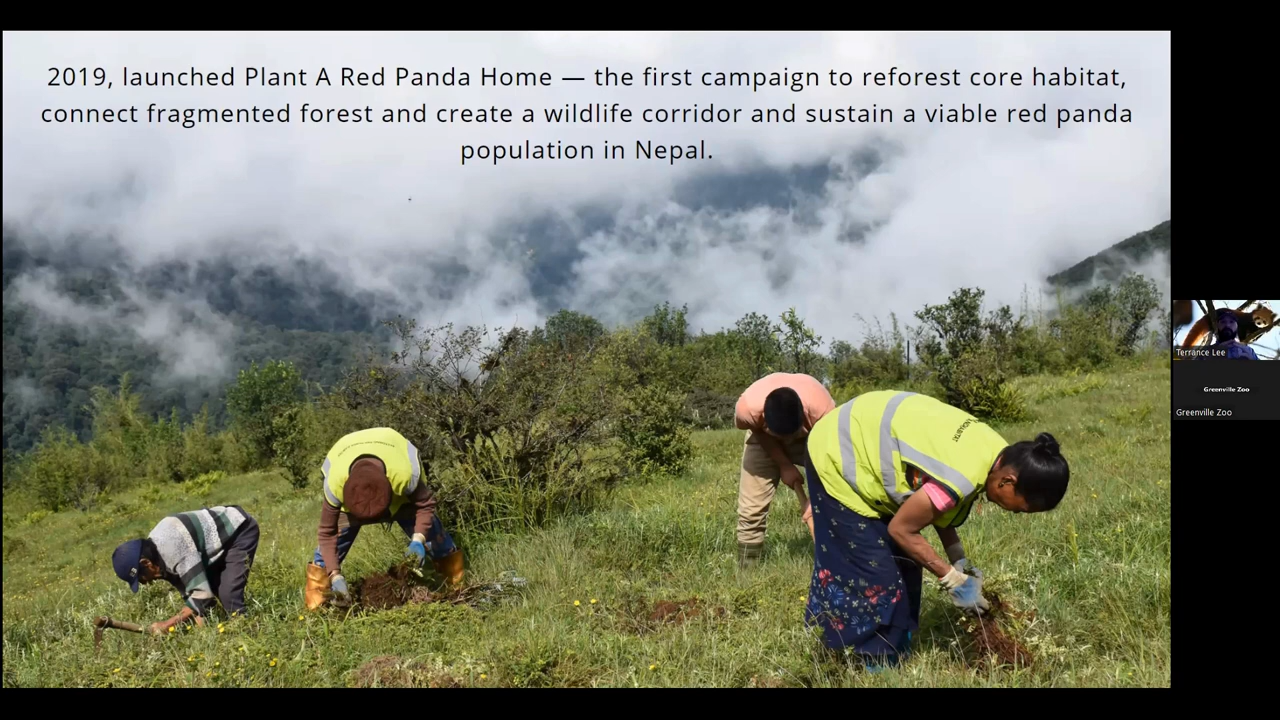 2019, launched Plant A Red Panda Home — the first campaign to reforest core habitat,
connect fragmented forest and create a wildlife corridor and sustain a viable red panda
population in Nepal.
Terrance Lee
Greenville Zoo
Greenville Zoo